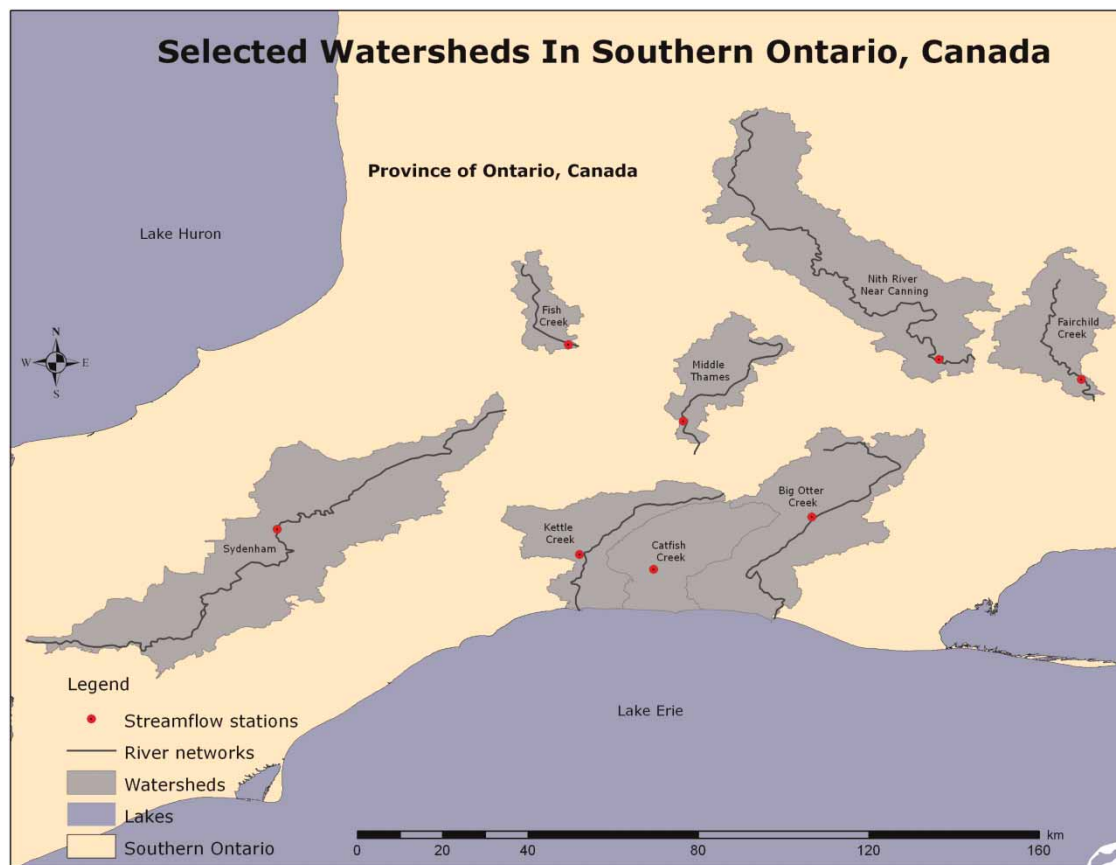 Selected Watersheds In Southern Ontario, Canada
Province of Ontario, Canada
Lake Huron
Nith River
Near Canning
Fish
Creek
Fairchild
Creek
N
W
E
S
Middle
Thames
Big Otter
Creek
Kettle
Creek
Catfish
Creek
Sydenham
Legend
Streamflow stations
River networks
Watersheds
Lakes
Southern Ontario
Lake Erie
km
0 20 40 80 120 160